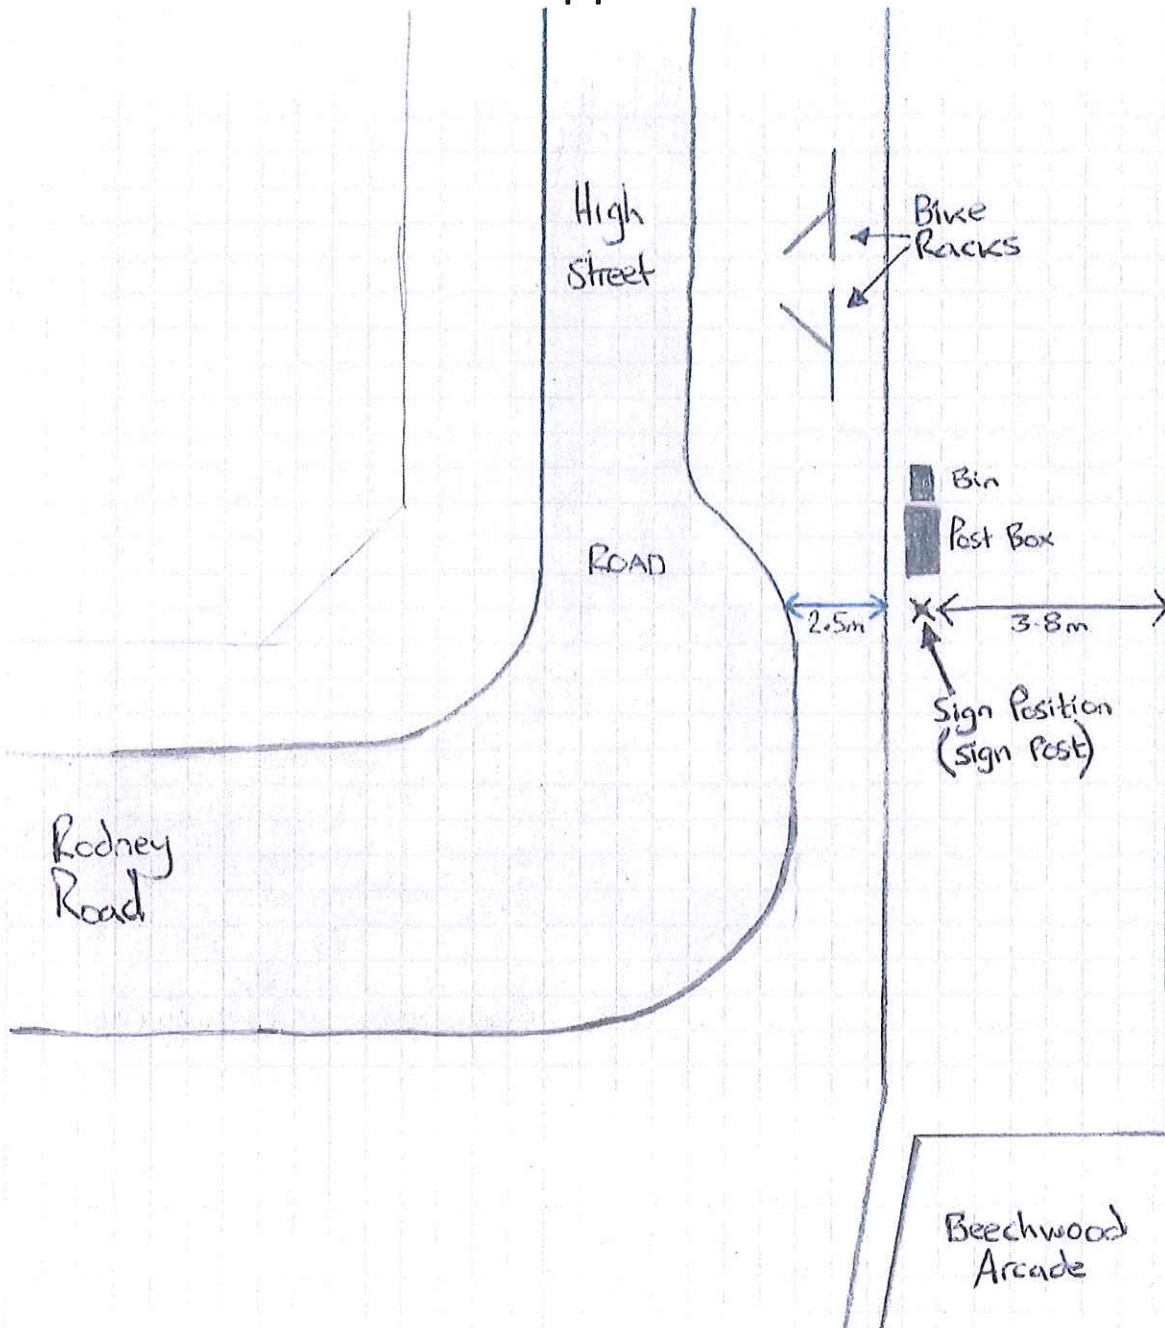 High
Street
Bike
Racks
Bin
Post Box
ROAD
2.5m
3.8m
Sign Position
(sign Post)
Rodney
Road
Beechwood
Arcade